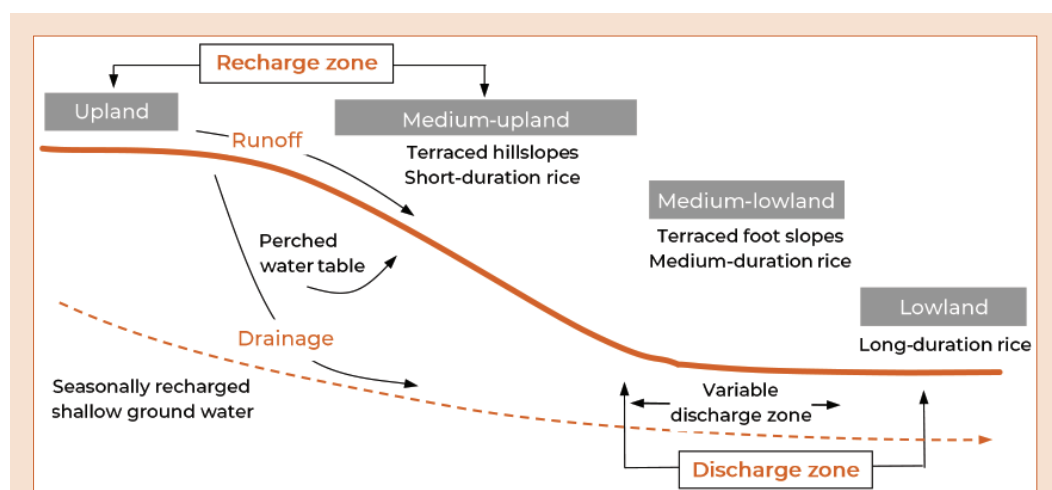 Recharge zone
Upland
Medium-upland
Runoff
Terraced hillslopes
Short-duration rice
Medium-lowland
Terraced foot slopes
Medium-duration rice
Perched
water table
Lowland
Drainage
Long-duration rice
Seasonally recharged
shallow ground water
Variable
discharge zone
Discharge zone